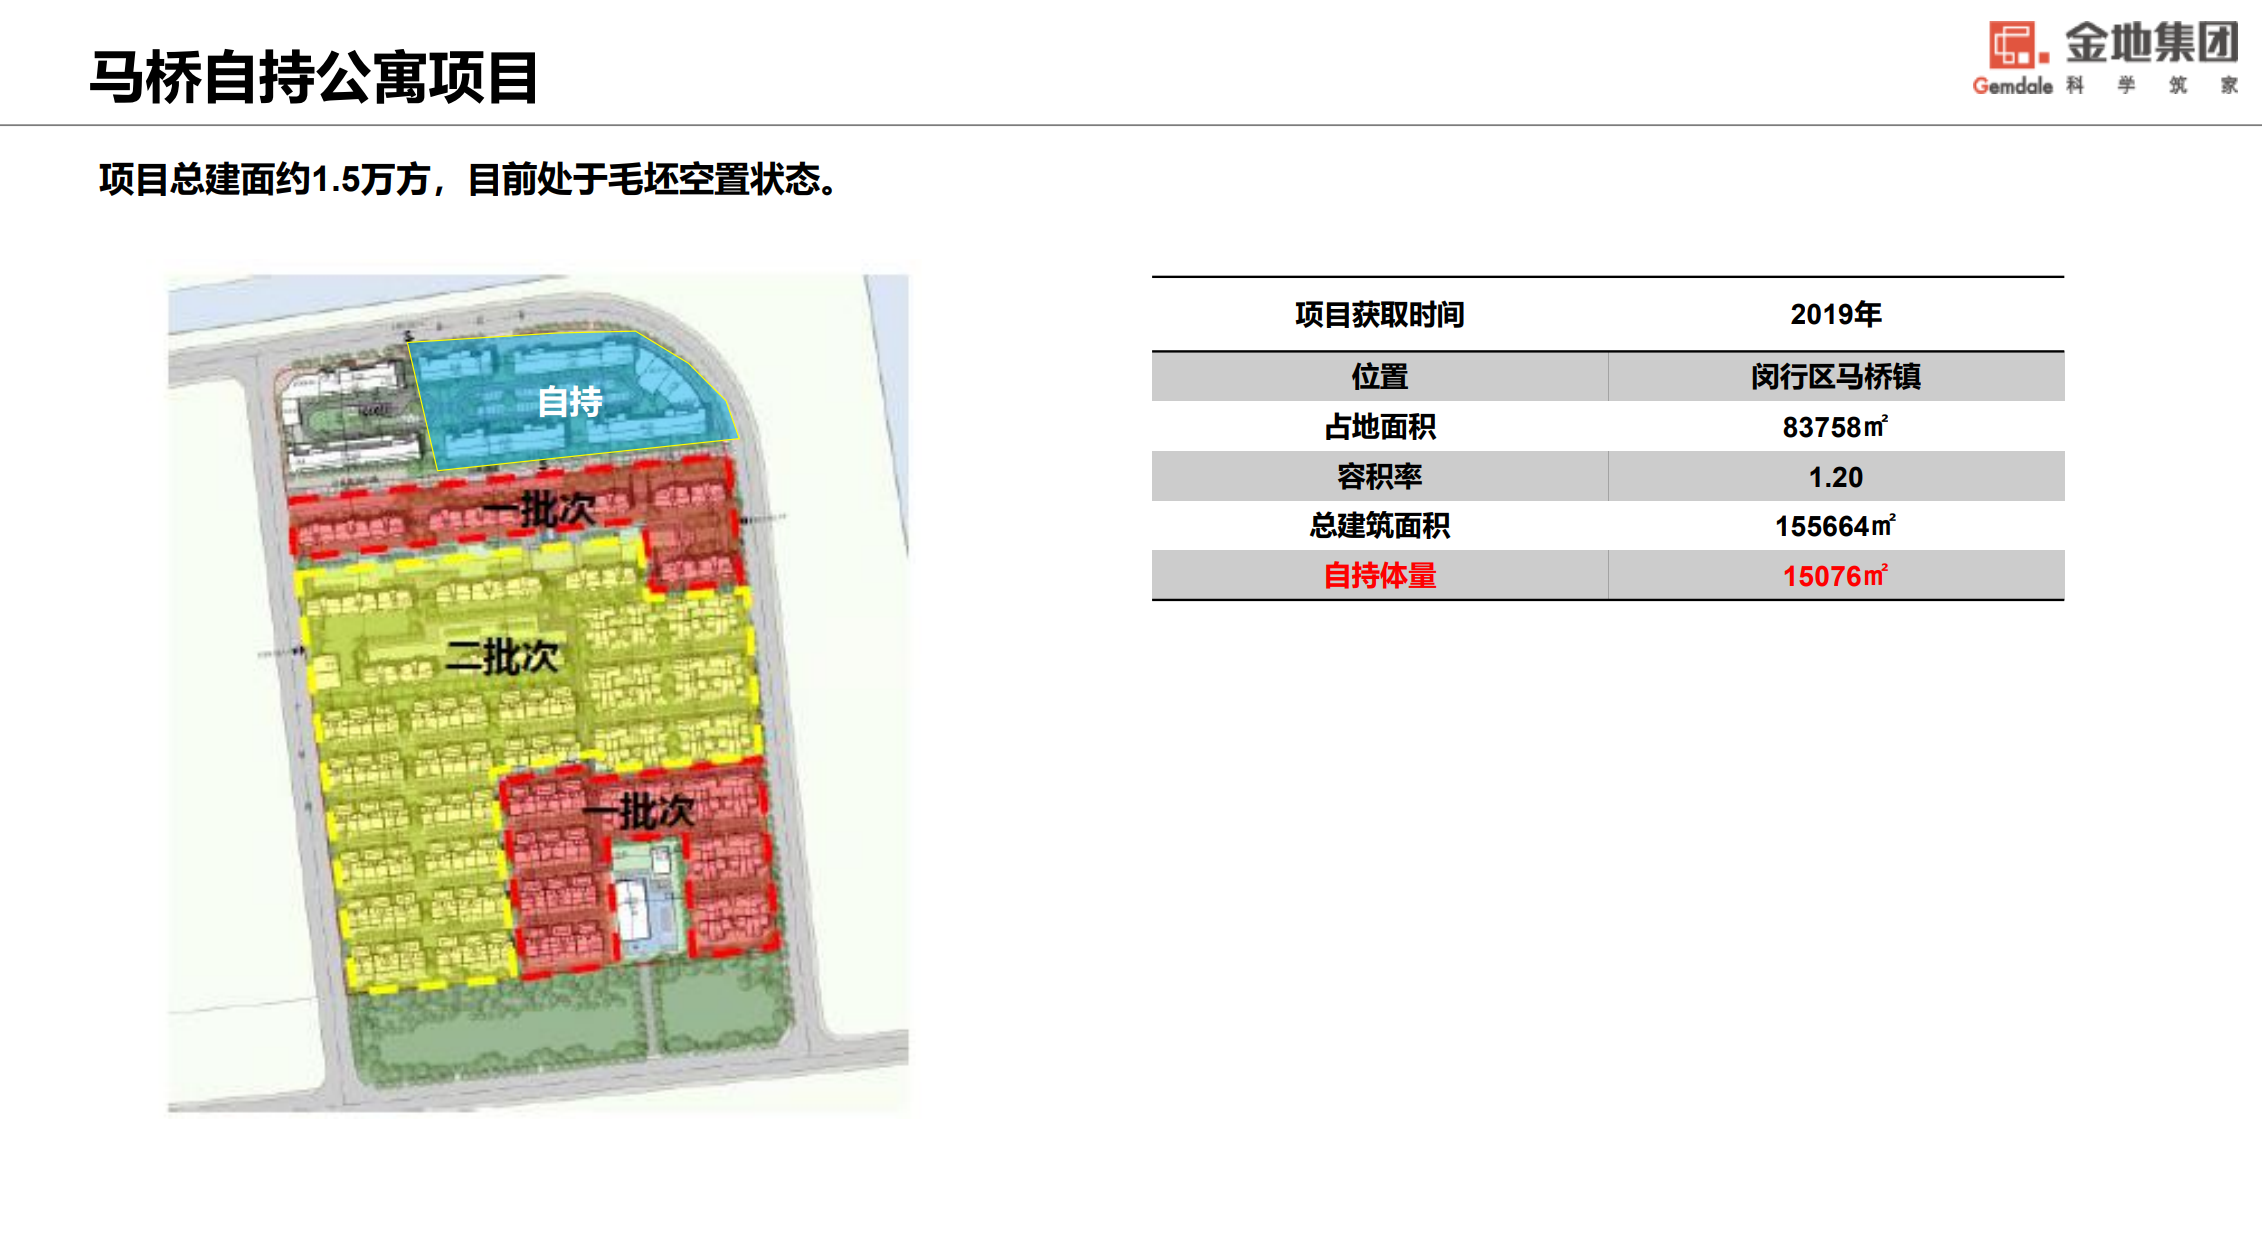 马桥自持公寓项目
金地集团
Gemdale 科学筑家
项目总建面约1.5万方，目前处于毛坯空置状态。
自持
一批次
二批次
一批次
项目获取时间 2019年
位置 闵行区马桥镇
占地面积 83758㎡
容积率 1.20
总建筑面积 155664㎡
自持体量 15076㎡